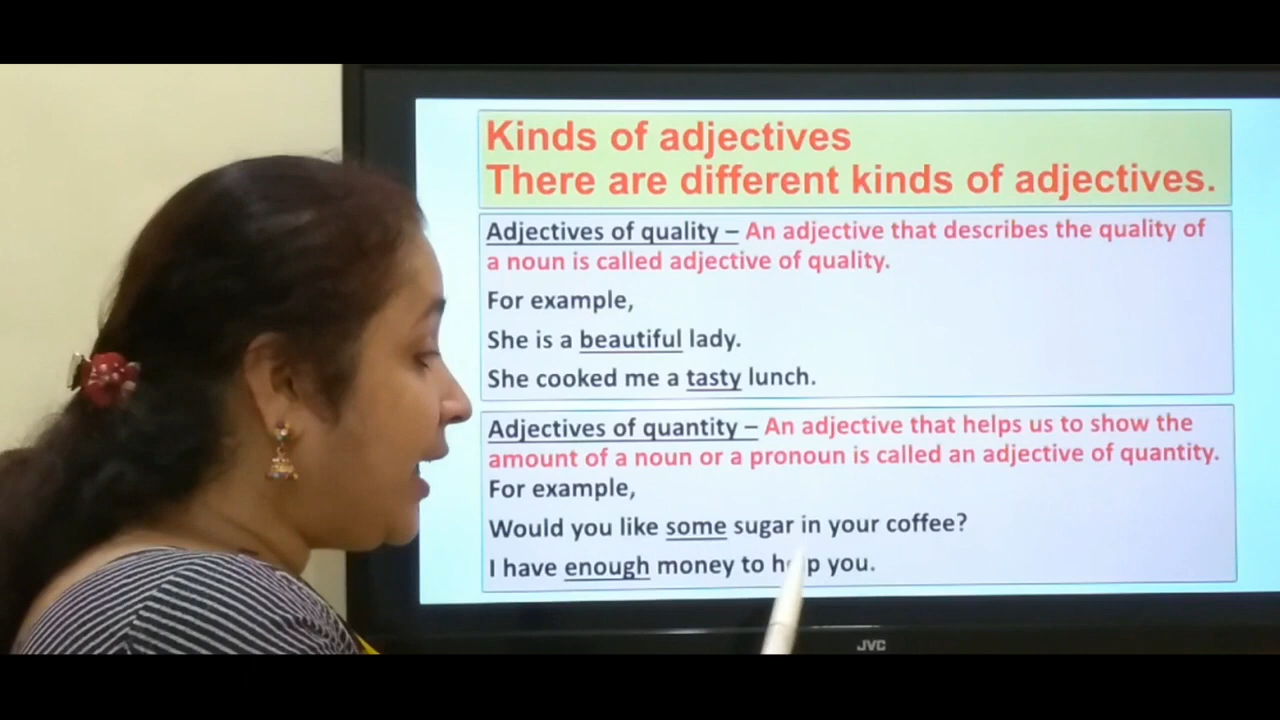 Kinds of adjectives
There are different kinds of adjectives.
Adjectives of quality – An adjective that describes the quality of
a noun is called adjective of quality.
For example,
She is a beautiful lady.
She cooked me a tasty lunch.
Adjectives of quantity – An adjective that helps us to show the
amount of a noun or a pronoun is called an adjective of quantity.
For example,
Would you like some sugar in your coffee?
I have enough money to help you.
JVC